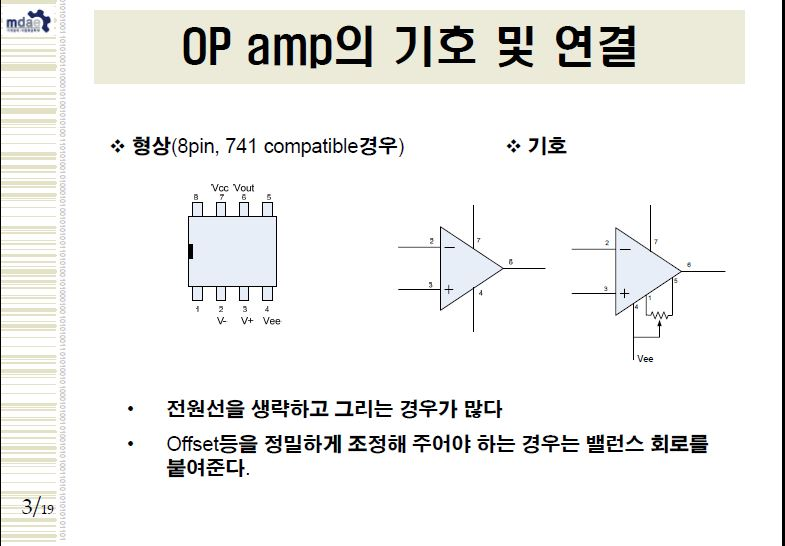 mdae
OP amp의 기호 및 연결
❖ 형상(8pin, 741 compatible경우)
❖ 기호
Vcc Vout
8 7 6 5
1 2 3 4
V- V+ Vee
2
7
6
3
4
2
7
6
3
1
5
4
Vee
• 전원선을 생략하고 그리는 경우가 많다
• Offset등을 정밀하게 조정해 주어야 하는 경우는 밸런스 회로를
붙여준다.
3/19